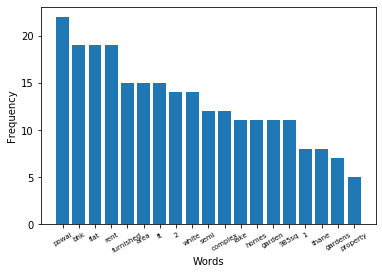 20
15
10
5
0
Frequency
powai bhk flat rent furnished area ft 2 white semi complex lake homes garden 985sq 1 thane gardens property
Words